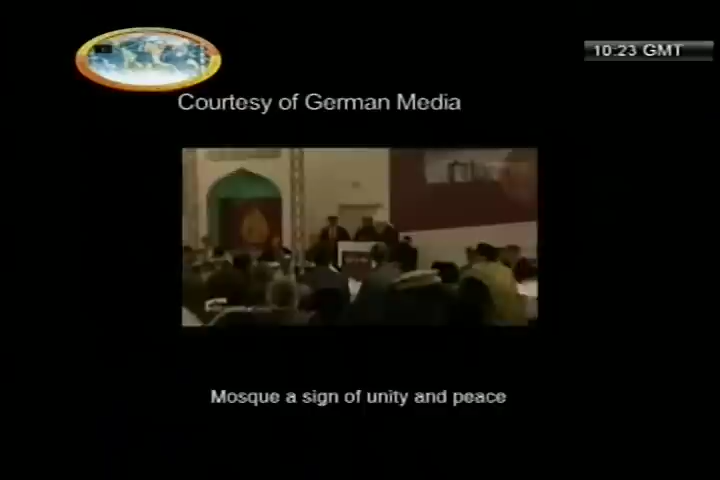 10:23 GMT
Courtesy of German Media
Mosque a sign of unity and peace